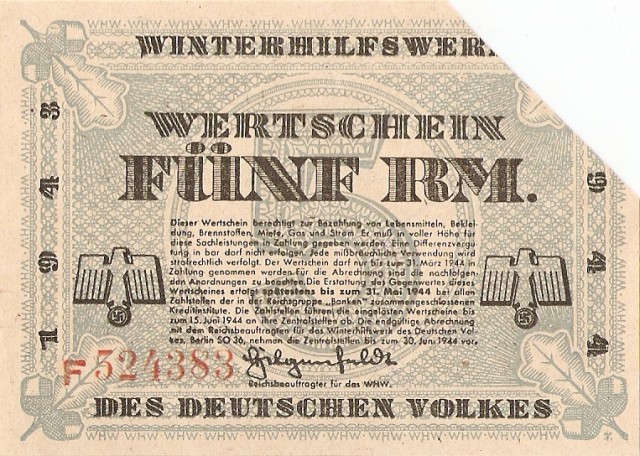 WINTERHILFSWER
WERTSCHEIN
FÜNF RM.
Dieser Wertschein berechtigt zur Bezahlung von Lebensmitteln, Beklei-
dung, Brennstoffen, Miete, Gas und Strom. Er muß in voller Höhe für
diese Sachleistungen in Zahlung gegeben werden. Eine Differenzvergü-
tung in bar darf nicht erfolgen. Jede mißbräuchliche Verwendung wird
strafrechtlich verfolgt. Der Wertschein darf nur bis zum 31. März 1944 in
Zahlung genommen werden. Für die Abrechnung sind die nachfolgen-
den Anordnungen zu beachten. Die Erstattung des Gegenwertes dieses
Wertscheines erfolgt spätestens bis zum 31. Mai 1944 bei allen
Zahlstellen der in der Reichsgruppe „Banken" zusammengeschlossenen
Kreditinstitute. Die Zahlstellen führen die eingelösten Wertscheine bis
zum 15. Juni 1944 an ihre Zentralstellen ab. Die endgültige Abrechnung
mit dem Reichsbeauftragten für das Winterhilfswerk des Deutschen Vol-
kes, Berlin SO 36, nehmen die Zentralstellen bis zum 30. Juni 1944 vor.
F 524383
Hilgenfeldt
Reichsbeauftragter für das WHW.
DES DEUTSCHEN VOLKES
1943
944